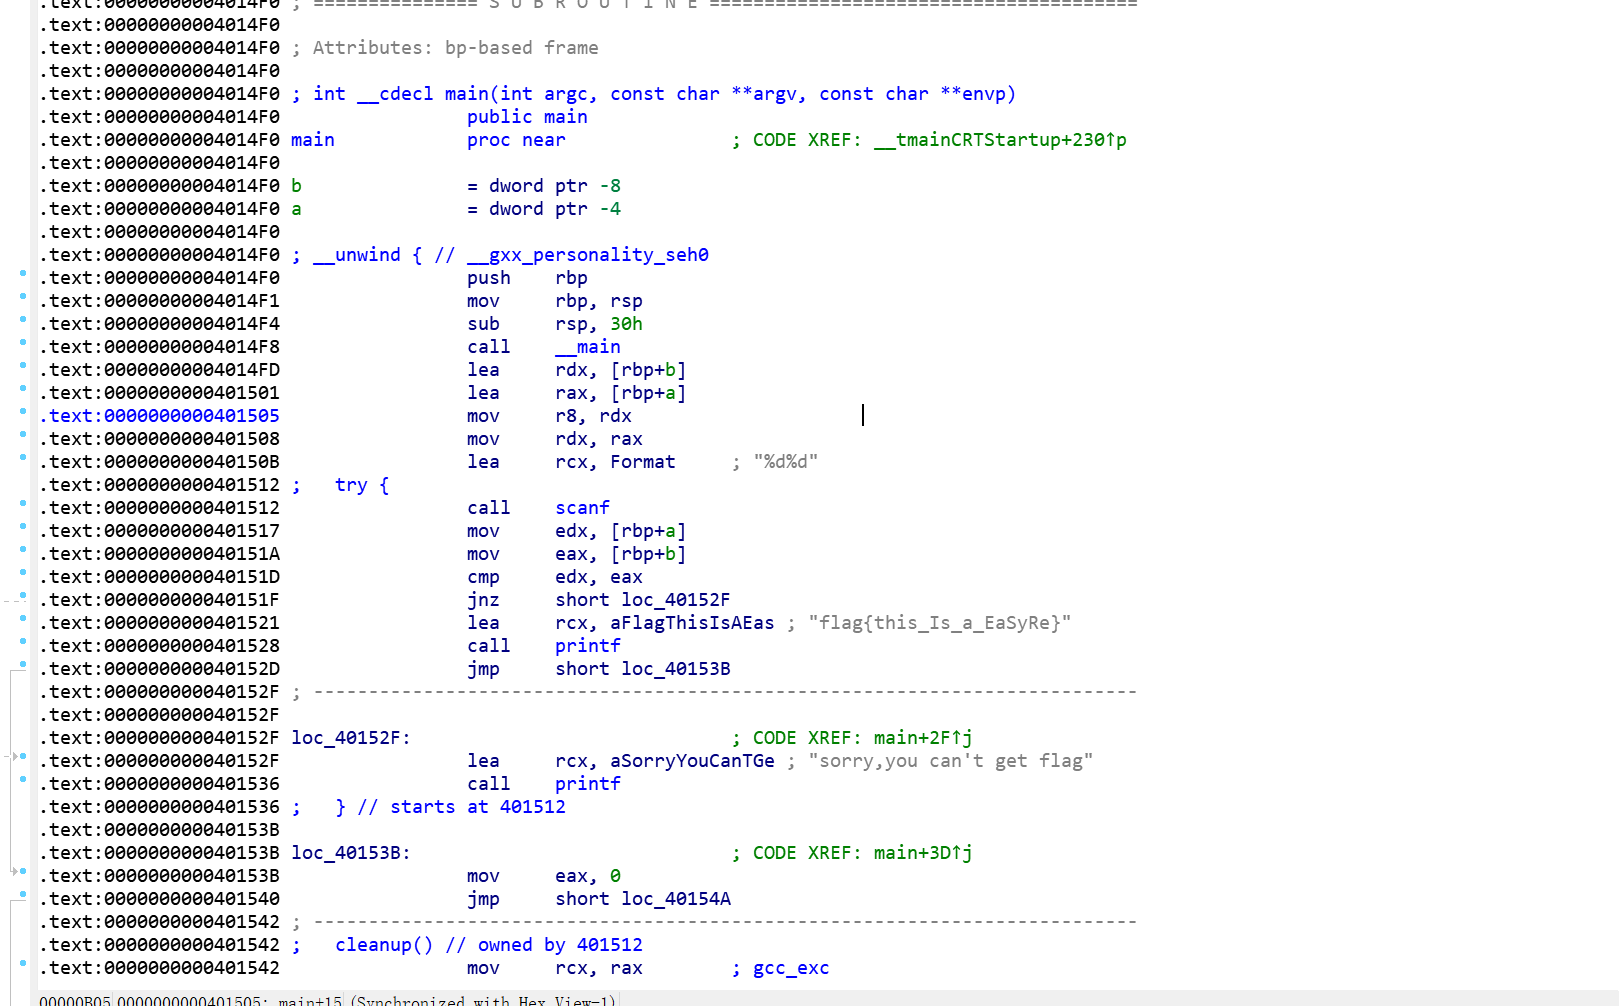 .text:00000000004014F0 ; =============== S U B R O U T I N E =======================================
.text:00000000004014F0
.text:00000000004014F0 ; Attributes: bp-based frame
.text:00000000004014F0
.text:00000000004014F0 ; int __cdecl main(int argc, const char **argv, const char **envp)
.text:00000000004014F0 public main
.text:00000000004014F0 main proc near ; CODE XREF: __tmainCRTStartup+230↑p
.text:00000000004014F0
.text:00000000004014F0 b = dword ptr -8
.text:00000000004014F0 a = dword ptr -4
.text:00000000004014F0
.text:00000000004014F0 ; __unwind { // __gxx_personality_seh0
.text:00000000004014F0 push rbp
.text:00000000004014F1 mov rbp, rsp
.text:00000000004014F4 sub rsp, 30h
.text:00000000004014F8 call __main
.text:00000000004014FD lea rdx, [rbp+b]
.text:0000000000401501 lea rax, [rbp+a]
.text:0000000000401505 mov r8, rdx
.text:0000000000401508 mov rdx, rax
.text:000000000040150B lea rcx, Format ; "%d%d"
.text:0000000000401512 ; try {
.text:0000000000401512 call scanf
.text:0000000000401517 mov edx, [rbp+a]
.text:000000000040151A mov eax, [rbp+b]
.text:000000000040151D cmp edx, eax
.text:000000000040151F jnz short loc_40152F
.text:0000000000401521 lea rcx, aFlagThisIsAEas ; "flag{this_Is_a_EaSyRe}"
.text:0000000000401528 call printf
.text:000000000040152D jmp short loc_40153B
.text:000000000040152F ; ---------------------------------------------------------------------------
.text:000000000040152F
.text:000000000040152F loc_40152F: ; CODE XREF: main+2F↑j
.text:000000000040152F lea rcx, aSorryYouCanTGe ; "sorry,you can't get flag"
.text:0000000000401536 call printf
.text:0000000000401536 ; } // starts at 401512
.text:000000000040153B
.text:000000000040153B loc_40153B: ; CODE XREF: main+3D↑j
.text:000000000040153B mov eax, 0
.text:0000000000401540 jmp short loc_40154A
.text:0000000000401542 ; ---------------------------------------------------------------------------
.text:0000000000401542 ; cleanup() // owned by 401512
.text:0000000000401542 mov rcx, rax ; gcc_exc
00000B05 0000000000401505: main+15 (Synchronized with Hex View-1)